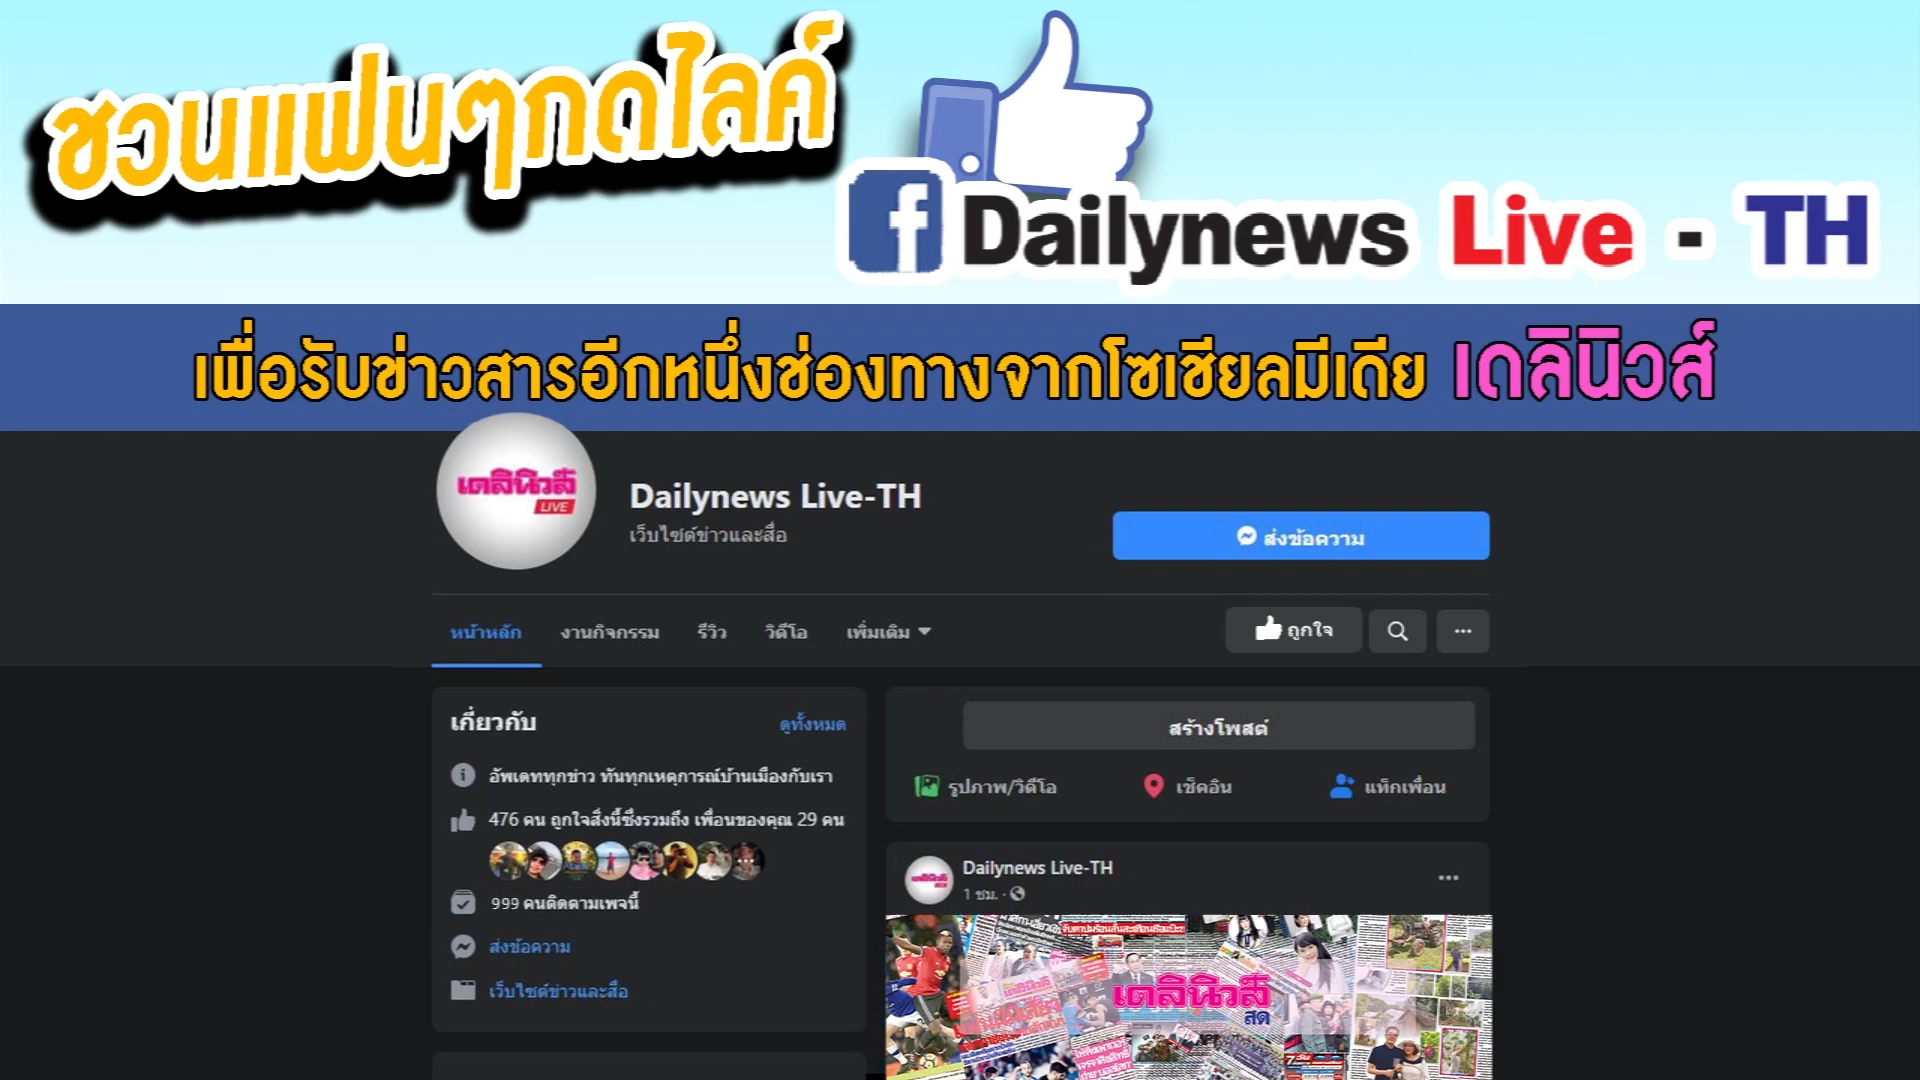 ชวนแฟนๆกดไลค์
f Dailynews Live - TH
เพื่อรับข่าวสารอีกหนึ่งช่องทางจากโซเชียลมีเดีย เดลินิวส์
เดลินิวส์
LIVE
Dailynews Live-TH
เว็บไซต์ข่าวและสื่อ
ส่งข้อความ
หน้าหลัก งานกิจกรรม รีวิว วิดีโอ เพิ่มเติม
ถูกใจ
เกี่ยวกับ ดูทั้งหมด
อัพเดททุกข่าว ทันทุกเหตุการณ์บ้านเมืองกับเรา
476 คน ถูกใจสิ่งนี้ซึ่งรวมถึง เพื่อนของคุณ 29 คน
999 คนติดตามเพจนี้
ส่งข้อความ
เว็บไซต์ข่าวและสื่อ
สร้างโพสต์
รูปภาพ/วิดีโอ เช็คอิน แท็กเพื่อน
Dailynews Live-TH
1 ชม.
เดลินิวส์
สด